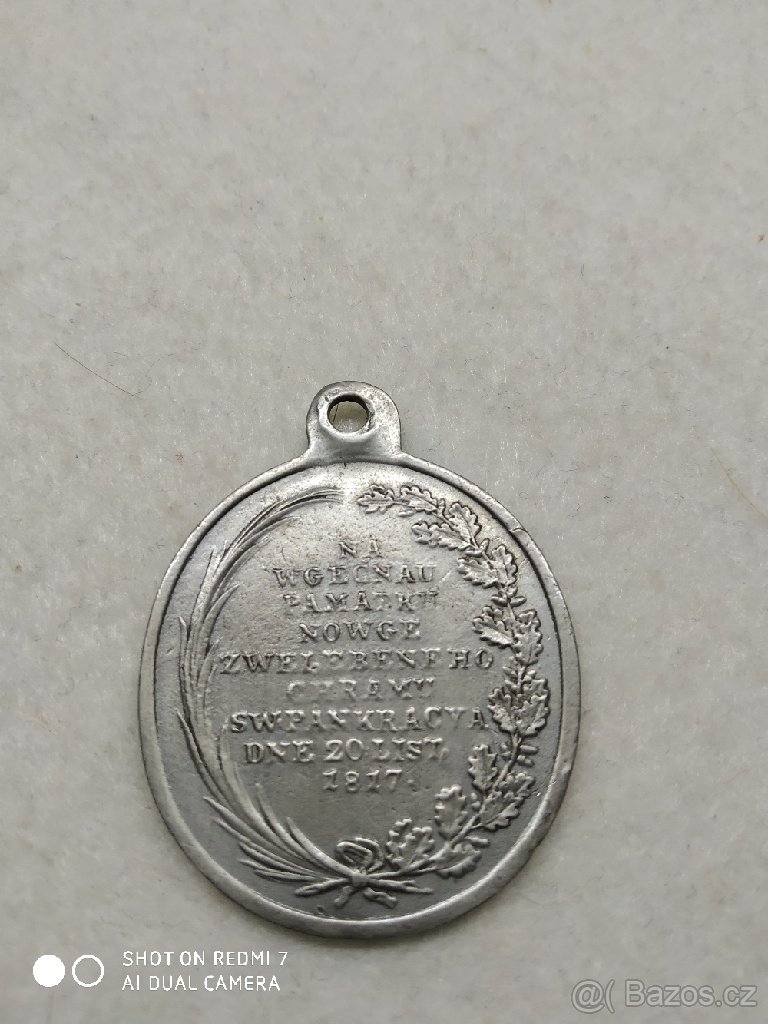 NA
WGECNAU
PAMATKU
NOWGE
ZWELEBENEHO
CHRAMU
SW.PANKRACYA
DNE 20 LIST.
1817.
SHOT ON REDMI 7
AI DUAL CAMERA
@( Bazos.cz